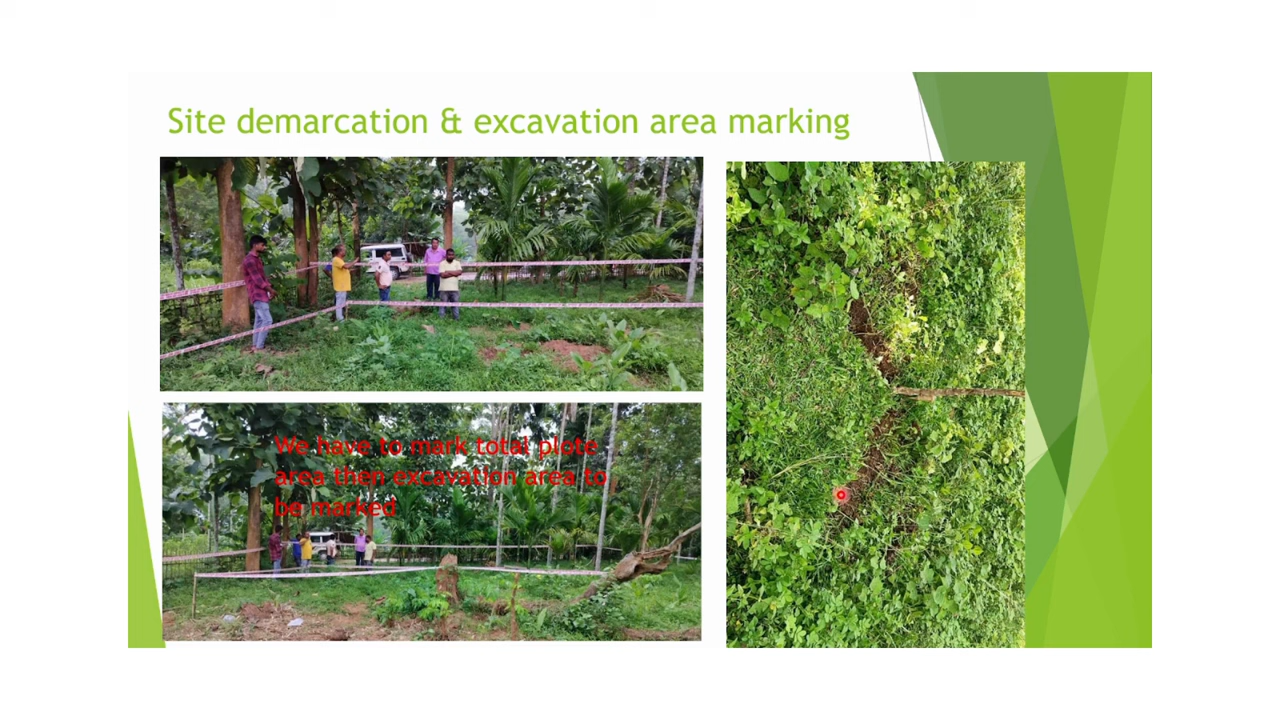 Site demarcation & excavation area marking
We have to mark total plote
area then excavation area to
be marked